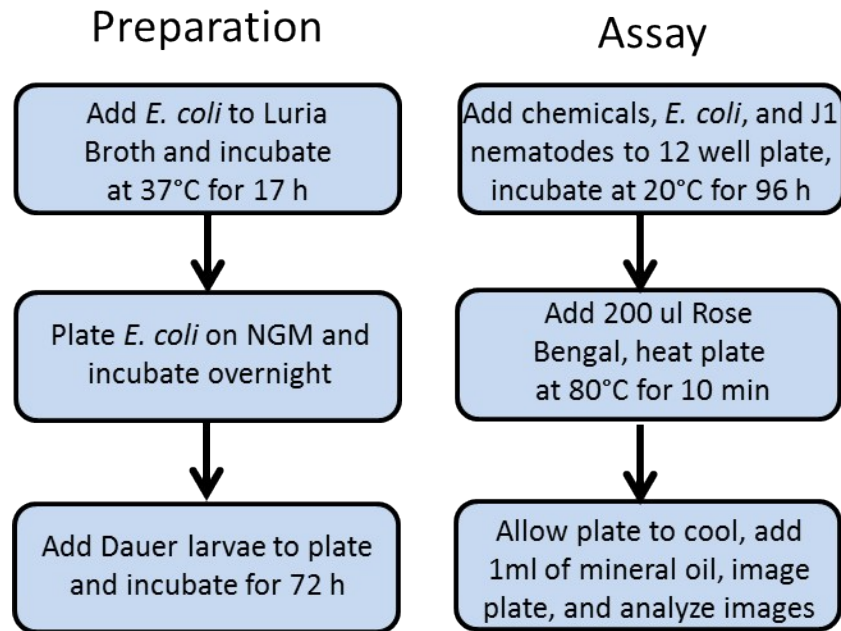 Preparation
Add E. coli to Luria
Broth and incubate
at 37°C for 17 h
Plate E. coli on NGM and
incubate overnight
Add Dauer larvae to plate
and incubate for 72 h
Assay
Add chemicals, E. coli, and J1
nematodes to 12 well plate,
incubate at 20°C for 96 h
Add 200 ul Rose
Bengal, heat plate
at 80°C for 10 min
Allow plate to cool, add
1ml of mineral oil, image
plate, and analyze images